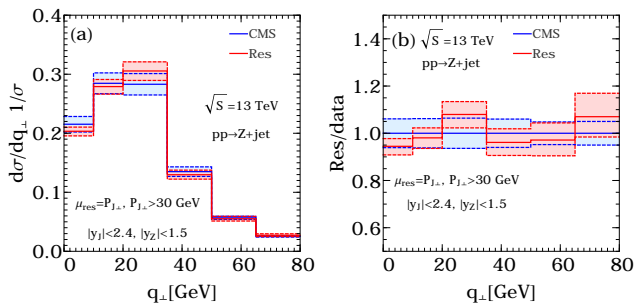 (a)
CMS
Res
√S =13 TeV
pp→Z+jet
μres=PJ⊥, PJ⊥>30 GeV
|yJ|<2.4, |yZ|<1.5
dσ/dq⊥ 1/σ
0.4
0.3
0.2
0.1
0.0
0 20 40 60 80
q⊥[GeV]
(b)
√S =13 TeV
CMS
pp→Z+jet
Res
μres=PJ⊥, PJ⊥>30 GeV
|yJ|<2.4, |yZ|<1.5
Res/data
1.4
1.2
1.0
0.8
0.6
0 20 40 60 80
q⊥[GeV]